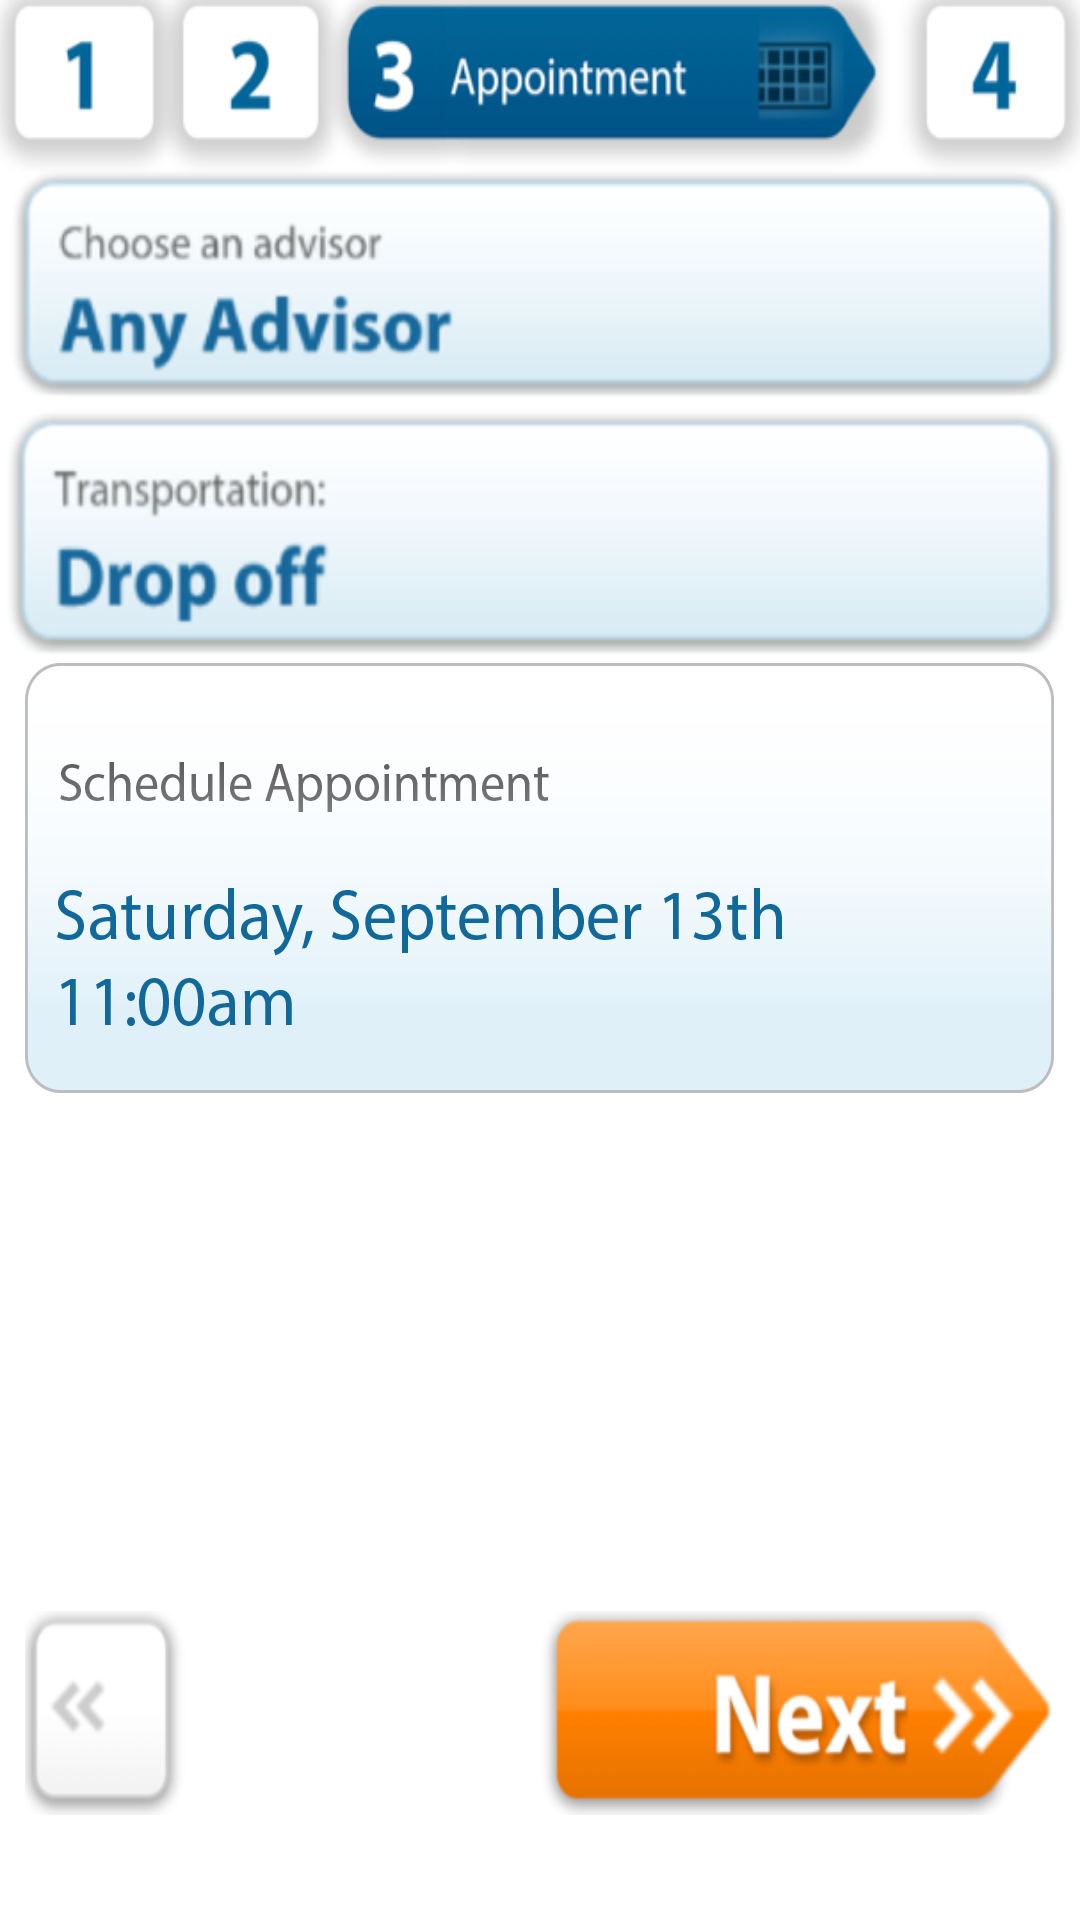 1 2 3 Appointment 4
Choose an advisor
Any Advisor
Transportation:
Drop off
Schedule Appointment
Saturday, September 13th
11:00am
« Next »